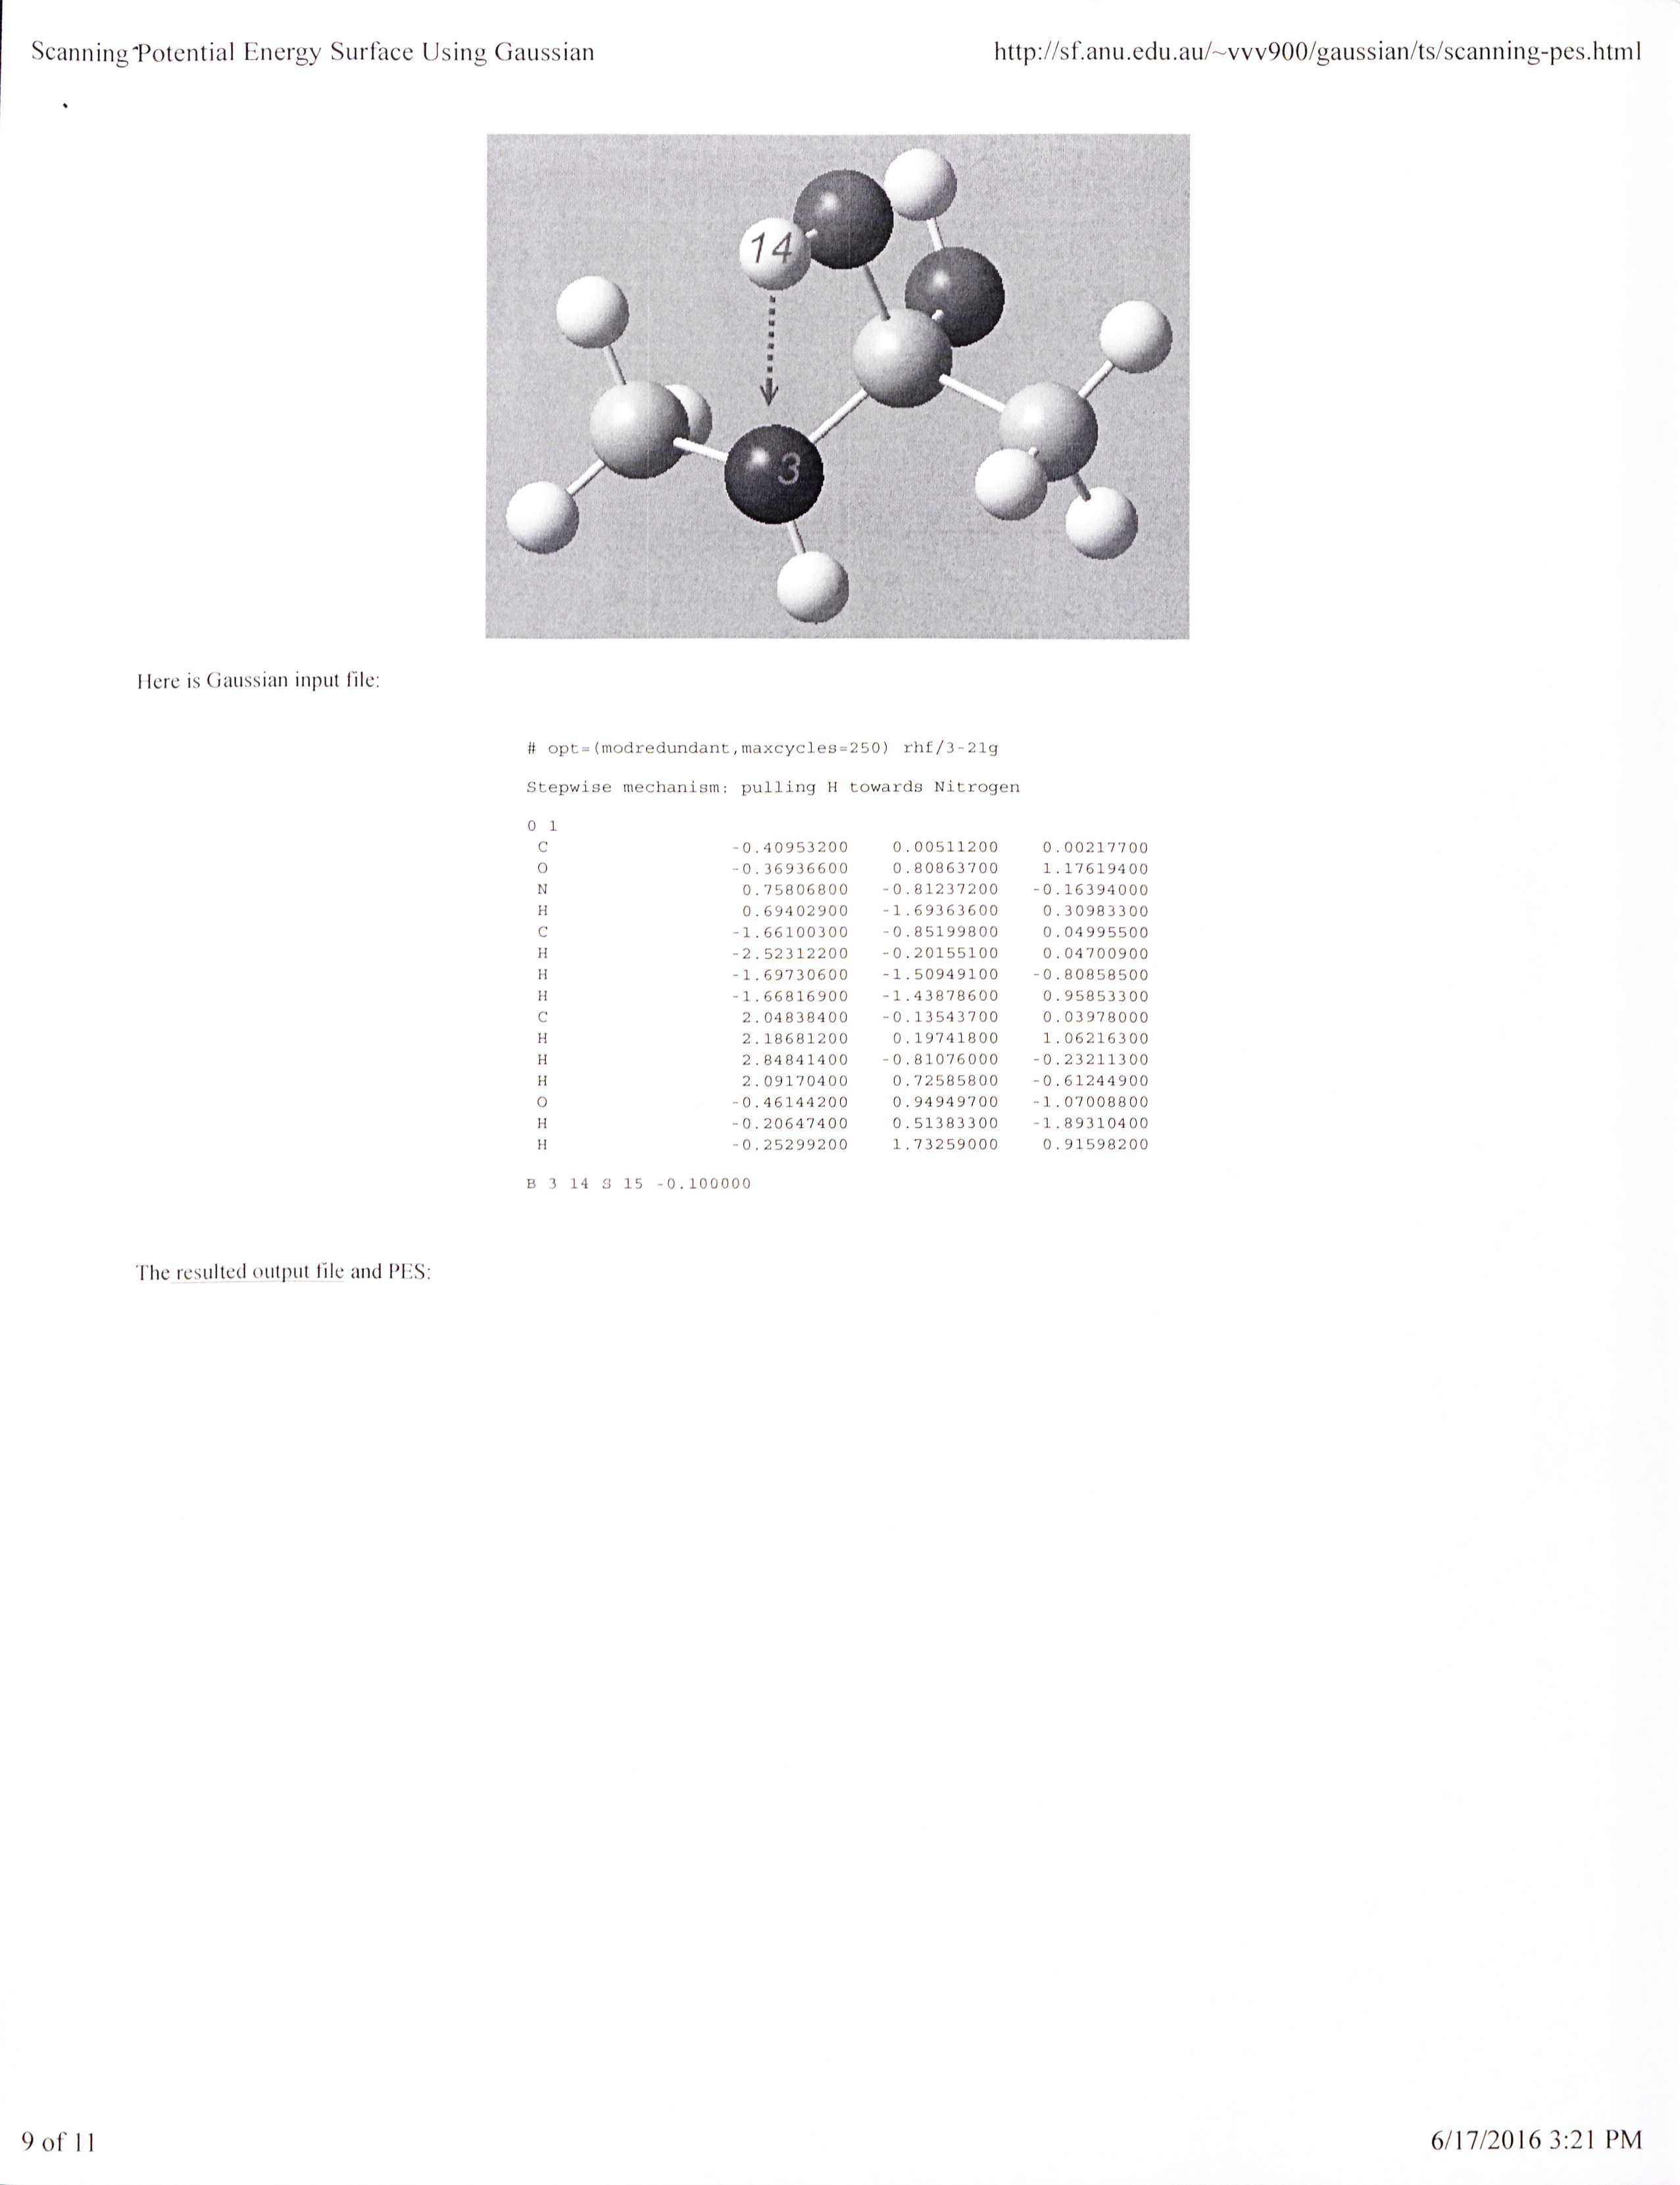 Scanning Potential Energy Surface Using Gaussian http://sf.anu.edu.au/~vvv900/gaussian/ts/scanning-pes.html
14
3
Here is Gaussian input file:
# opt=(modredundant,maxcycles=250) rhf/3-21g
Stepwise mechanism: pulling H towards Nitrogen
0 1
C -0.40953200 0.00511200 0.00217700
O -0.36936600 0.80863700 1.17619400
N 0.75806800 -0.81237200 -0.16394000
H 0.69402900 -1.69363600 0.30983300
C -1.66100300 -0.85199800 0.04995500
H -2.52312200 -0.20155100 0.04700900
H -1.69730600 -1.50949100 -0.80858500
H -1.66816900 -1.43878600 0.95853300
C 2.04838400 -0.13543700 0.03978000
H 2.18681200 0.19741800 1.06216300
H 2.84841400 -0.81076000 -0.23211300
H 2.09170400 0.72585800 -0.61244900
O -0.46144200 0.94949700 -1.07008800
H -0.20647400 0.51383300 -1.89310400
H -0.25299200 1.73259000 0.91598200
B 3 14 S 15 -0.100000
The resulted output file and PES:
9 of 11 6/17/2016 3:21 PM